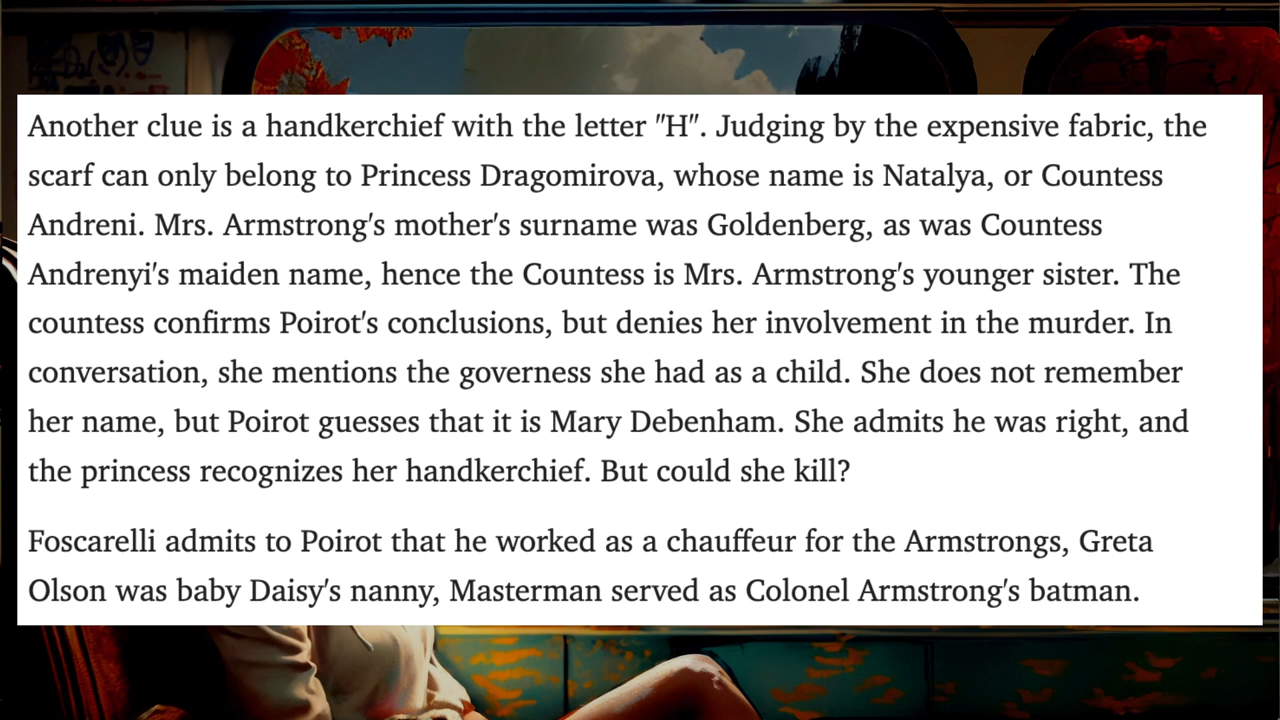 Another clue is a handkerchief with the letter "H". Judging by the expensive fabric, the
scarf can only belong to Princess Dragomirova, whose name is Natalya, or Countess
Andreni. Mrs. Armstrong's mother's surname was Goldenberg, as was Countess
Andrenyi's maiden name, hence the Countess is Mrs. Armstrong's younger sister. The
countess confirms Poirot's conclusions, but denies her involvement in the murder. In
conversation, she mentions the governess she had as a child. She does not remember
her name, but Poirot guesses that it is Mary Debenham. She admits he was right, and
the princess recognizes her handkerchief. But could she kill?
Foscarelli admits to Poirot that he worked as a chauffeur for the Armstrongs, Greta
Olson was baby Daisy's nanny, Masterman served as Colonel Armstrong's batman.